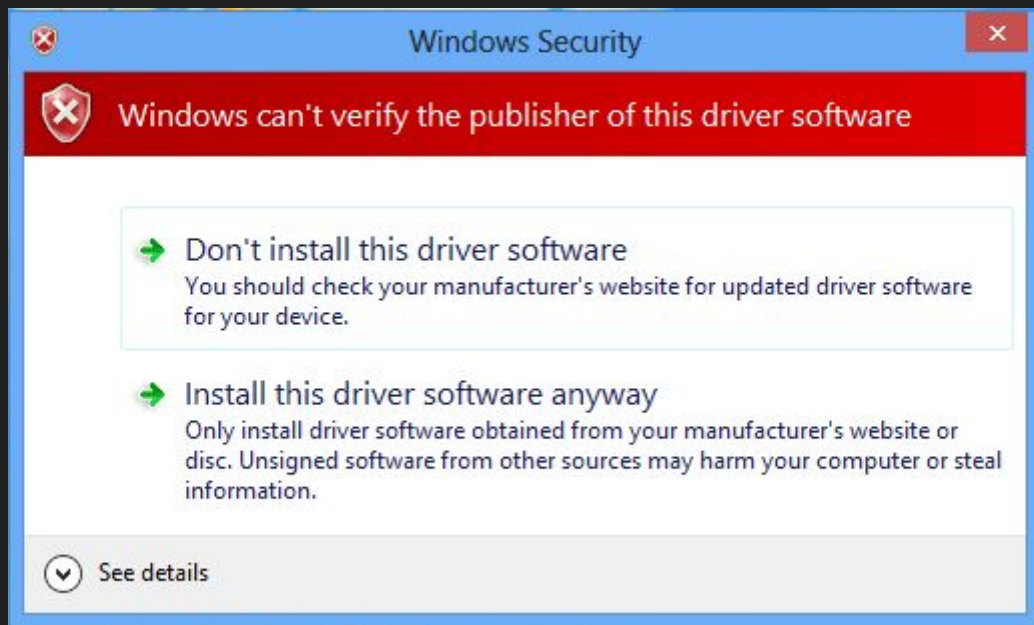 Windows Security
Windows can't verify the publisher of this driver software
Don't install this driver software
You should check your manufacturer's website for updated driver software
for your device.
Install this driver software anyway
Only install driver software obtained from your manufacturer's website or
disc. Unsigned software from other sources may harm your computer or steal
information.
See details